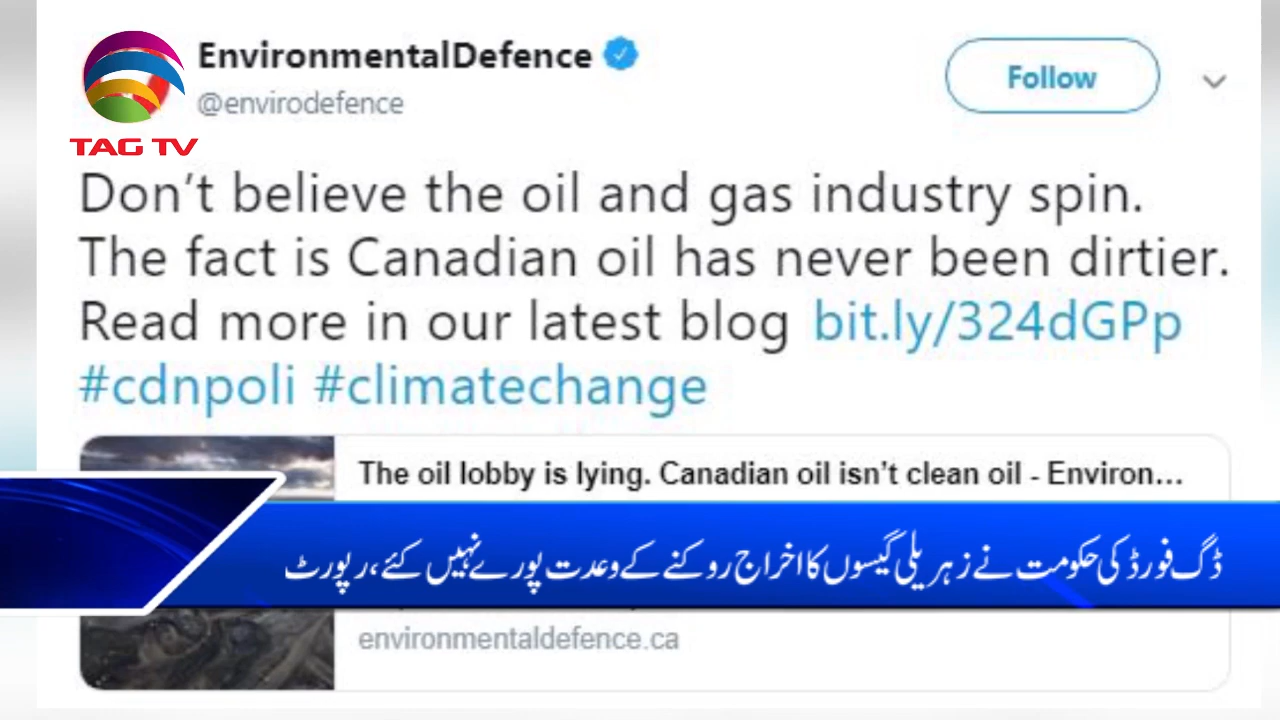 EnvironmentalDefence
@envirodefence
Follow
TAG TV
Don't believe the oil and gas industry spin.
The fact is Canadian oil has never been dirtier.
Read more in our latest blog bit.ly/324dGPp
#cdnpoli #climatechange
The oil lobby is lying. Canadian oil isn't clean oil - Environ...
ڈگ فورڈ کی حکومت نے زہریلی گیسوں کا اخراج روکنے کے وعدت پورے نہیں کئے، رپورٹ
environmentaldefence.ca